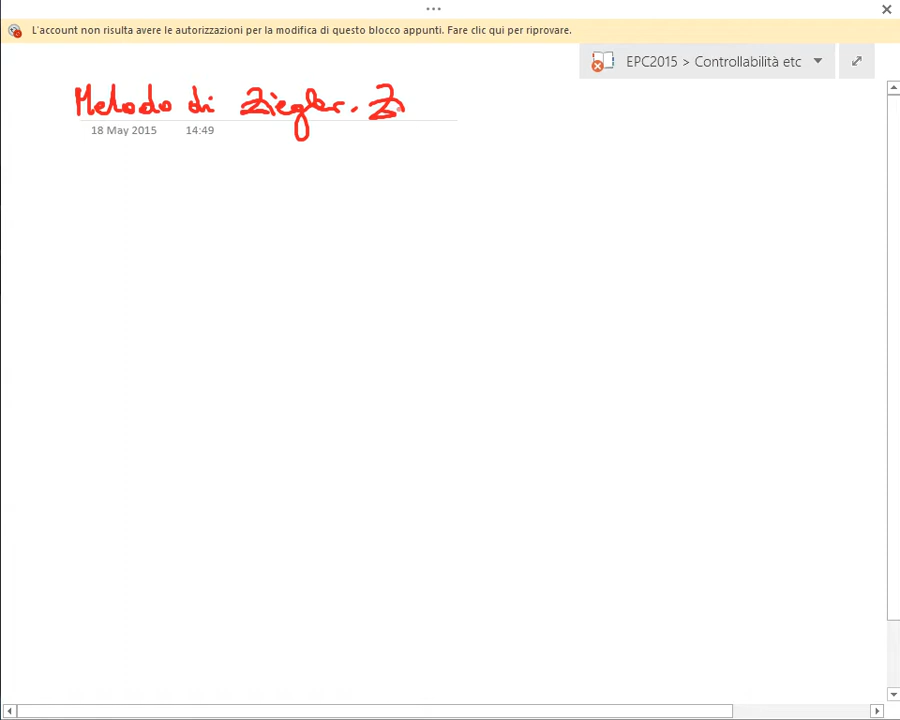 L'account non risulta avere le autorizzazioni per la modifica di questo blocco appunti. Fare clic qui per riprovare.
EPC2015 > Controllabilità etc
Metodo di Ziegler. Z
18 May 2015 14:49